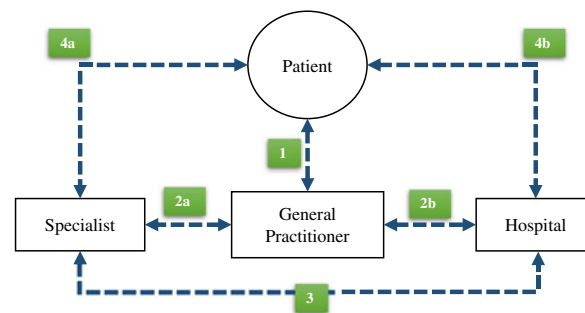 4a
4b
Patient
1
2a
2b
Specialist
General
Practitioner
Hospital
3